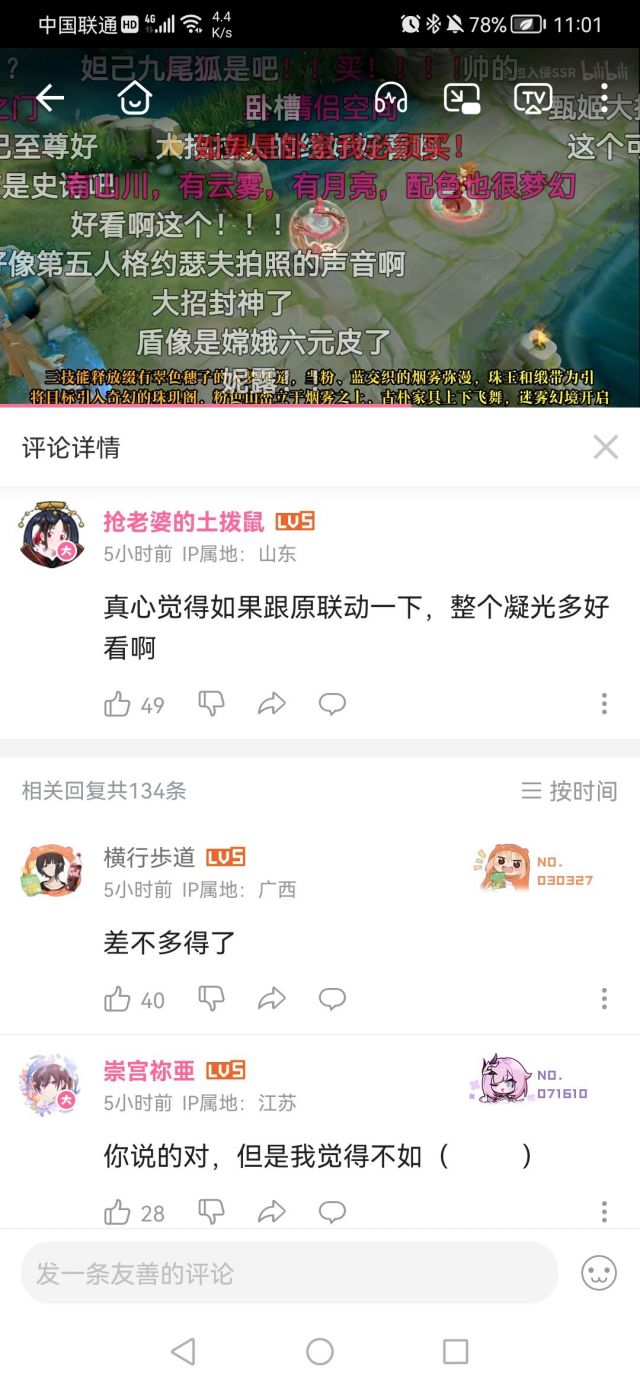 中国联通 HD 4G 4.4 K/s 78% 11:01
？ 妲己九尾狐是吧！！买！！！！帅的 bilibili
之门 卧槽 情侣空间 甄姬大招
己至尊好 如果是 我必须买！ 这个可
是史诗吧 有山川，有云雾，有月亮，配色也很梦幻
好看啊这个！！！
好像第五人格约瑟夫拍照的声音啊
大招封神了
盾像是嫦娥六元皮了
三技能释放缀有翠色穗子的 ，当粉、蓝交织的烟雾弥漫，珠玉和缎带为引
将目标引入奇幻的珠玑阁。粉色山峦立于烟雾之上，古朴家具上下飞舞，迷雾幻境开启
评论详情
抢老婆的土拨鼠 LV5
5小时前 IP属地：山东
真心觉得如果跟原联动一下，整个凝光多好
看啊
49
相关回复共134条 按时间
横行歩道 LV5 NO.
030327
5小时前 IP属地：广西
差不多得了
40
崇宫祢亜 LV5 NO.
071610
5小时前 IP属地：江苏
你说的对，但是我觉得不如（　　）
28
发一条友善的评论